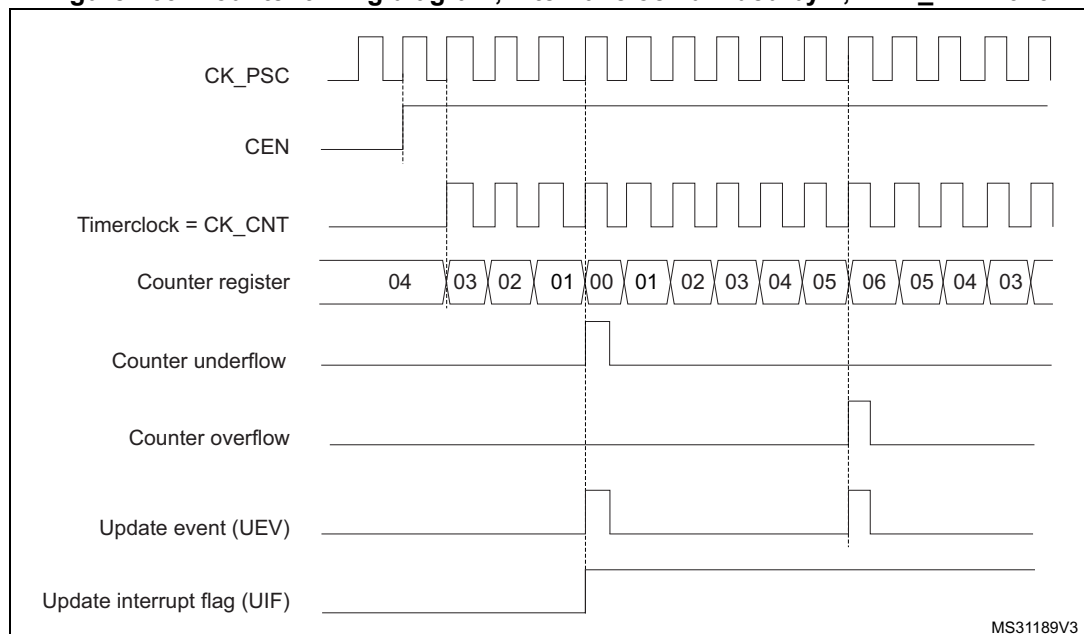 CK_PSC
CEN
Timerclock = CK_CNT
Counter register 04 03 02 01 00 01 02 03 04 05 06 05 04 03
Counter underflow
Counter overflow
Update event (UEV)
Update interrupt flag (UIF)
MS31189V3